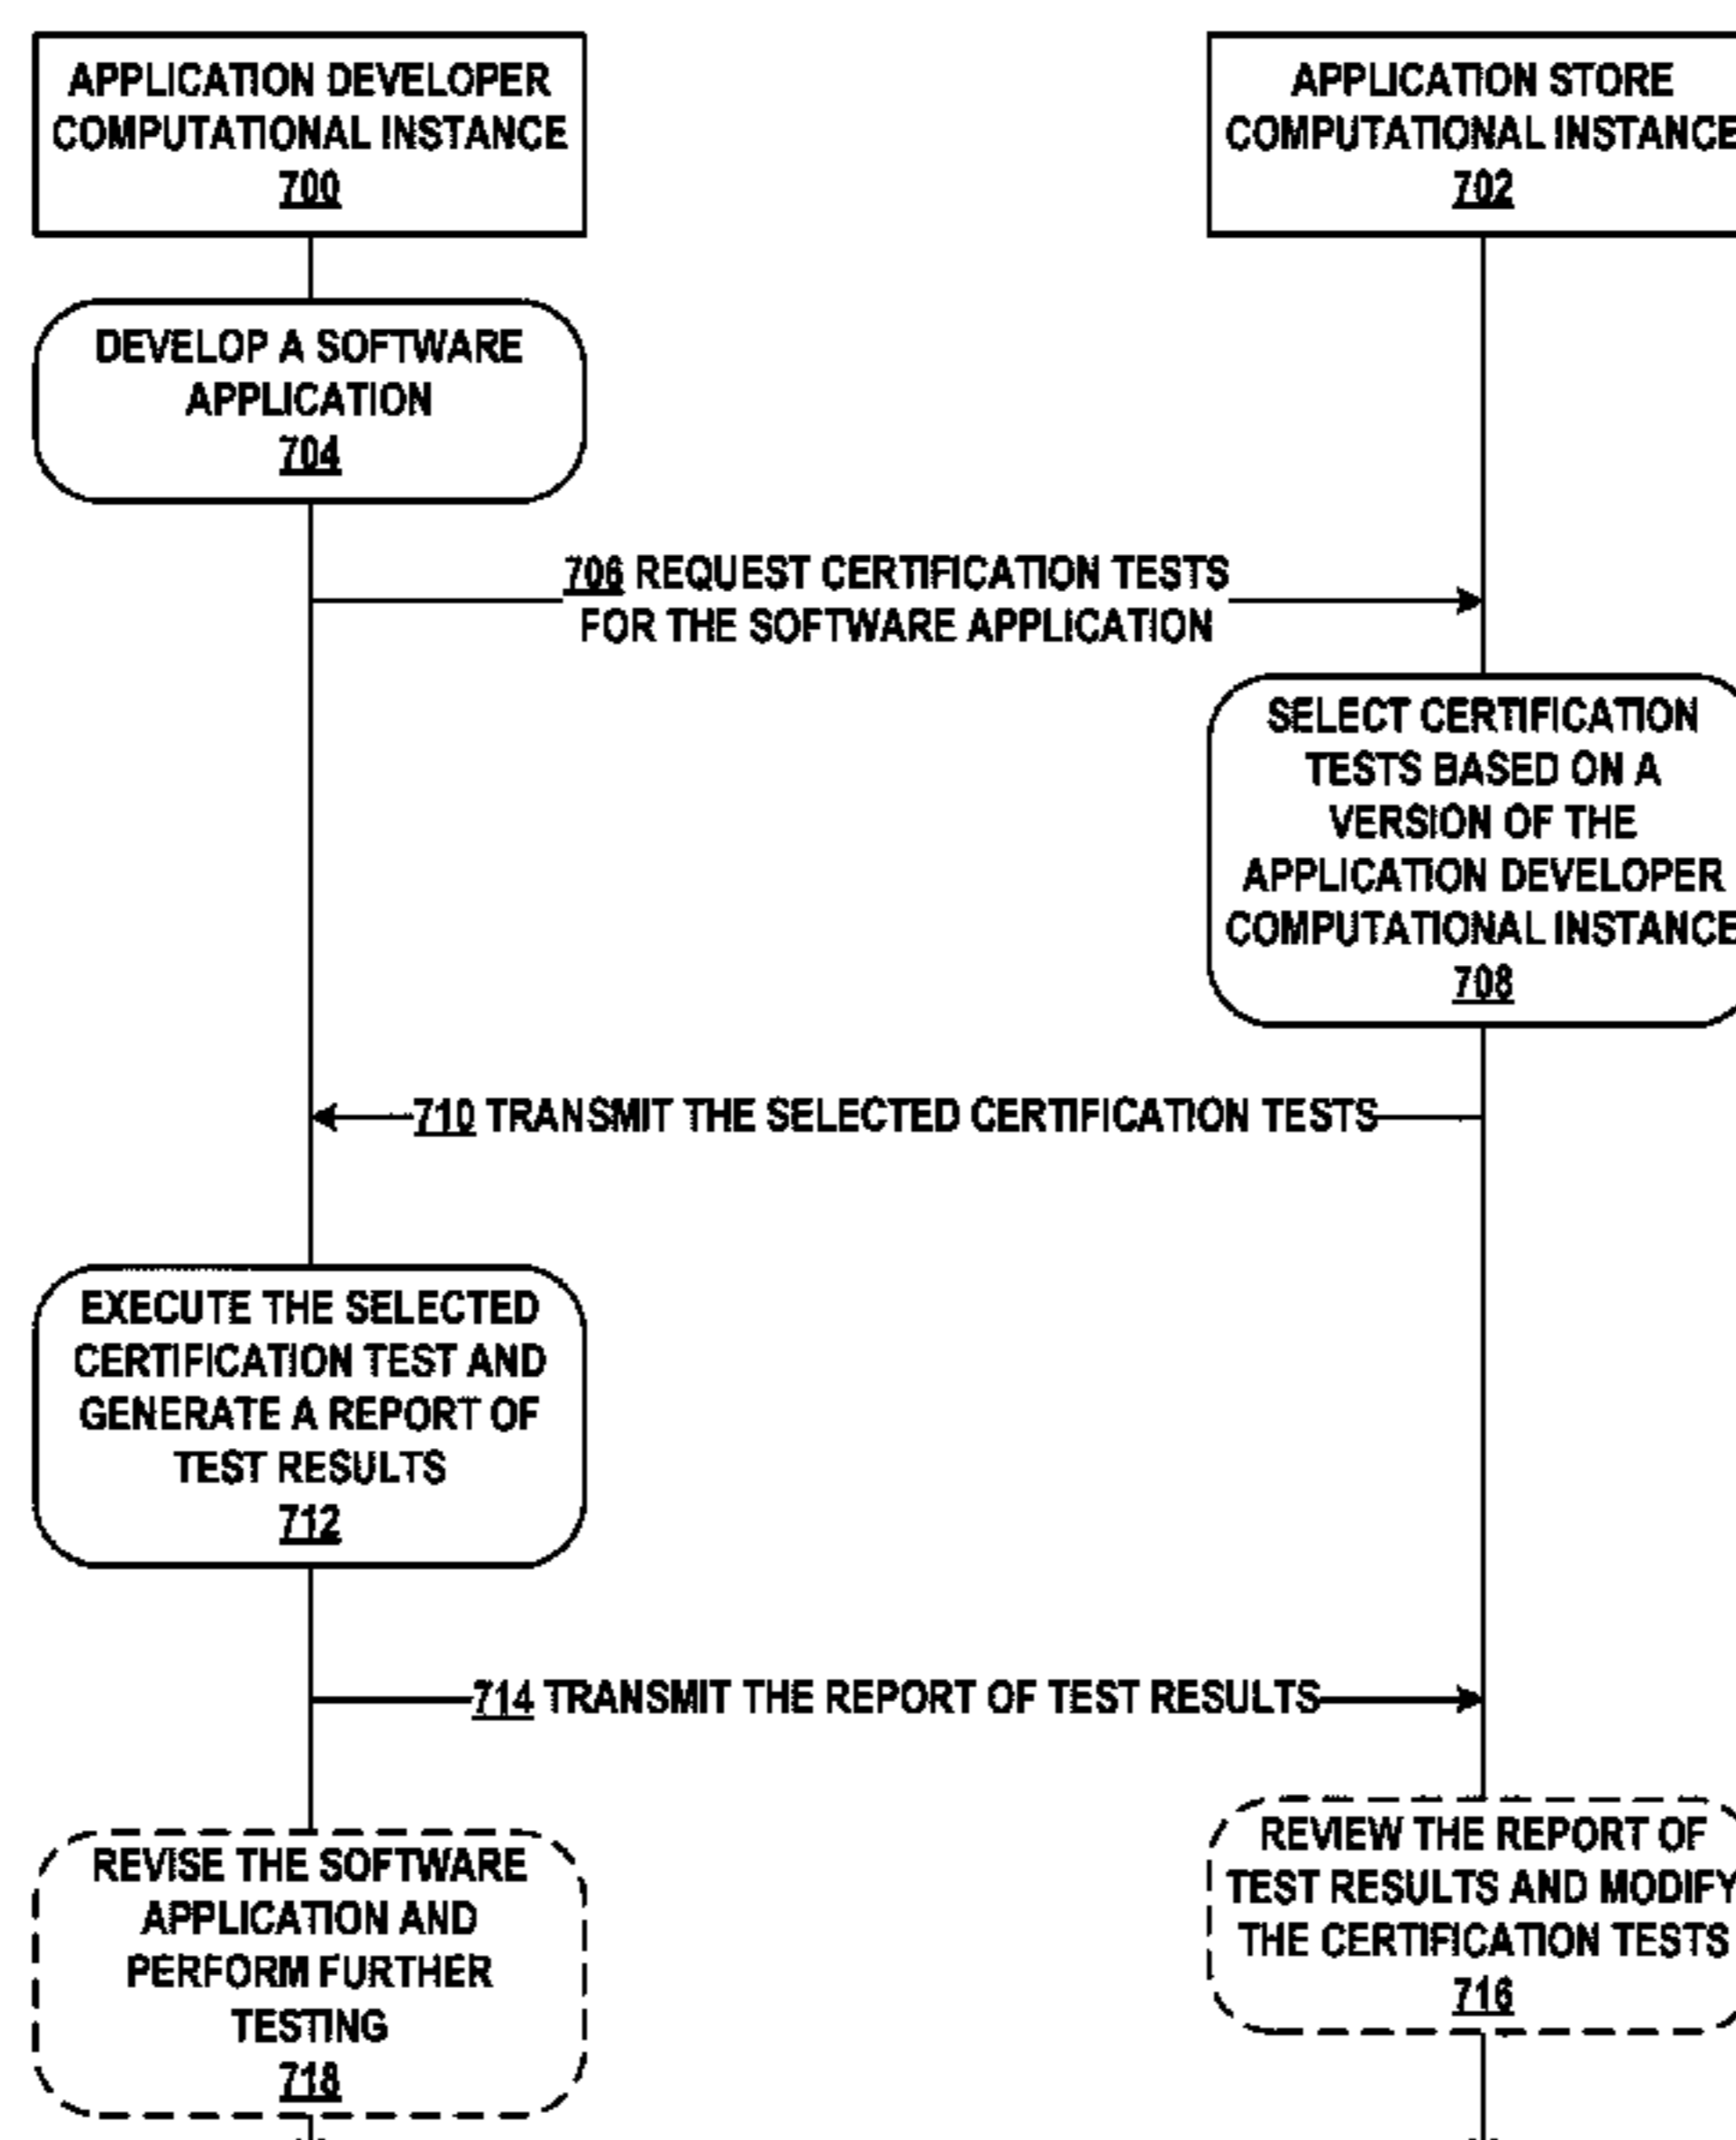 APPLICATION DEVELOPER
COMPUTATIONAL INSTANCE
700
APPLICATION STORE
COMPUTATIONAL INSTANCE
702
DEVELOP A SOFTWARE
APPLICATION
704
706 REQUEST CERTIFICATION TESTS
FOR THE SOFTWARE APPLICATION
SELECT CERTIFICATION
TESTS BASED ON A
VERSION OF THE
APPLICATION DEVELOPER
COMPUTATIONAL INSTANCE
708
710 TRANSMIT THE SELECTED CERTIFICATION TESTS
EXECUTE THE SELECTED
CERTIFICATION TEST AND
GENERATE A REPORT OF
TEST RESULTS
712
714 TRANSMIT THE REPORT OF TEST RESULTS
REVIEW THE REPORT OF
TEST RESULTS AND MODIFY
THE CERTIFICATION TESTS
716
REVISE THE SOFTWARE
APPLICATION AND
PERFORM FURTHER
TESTING
718